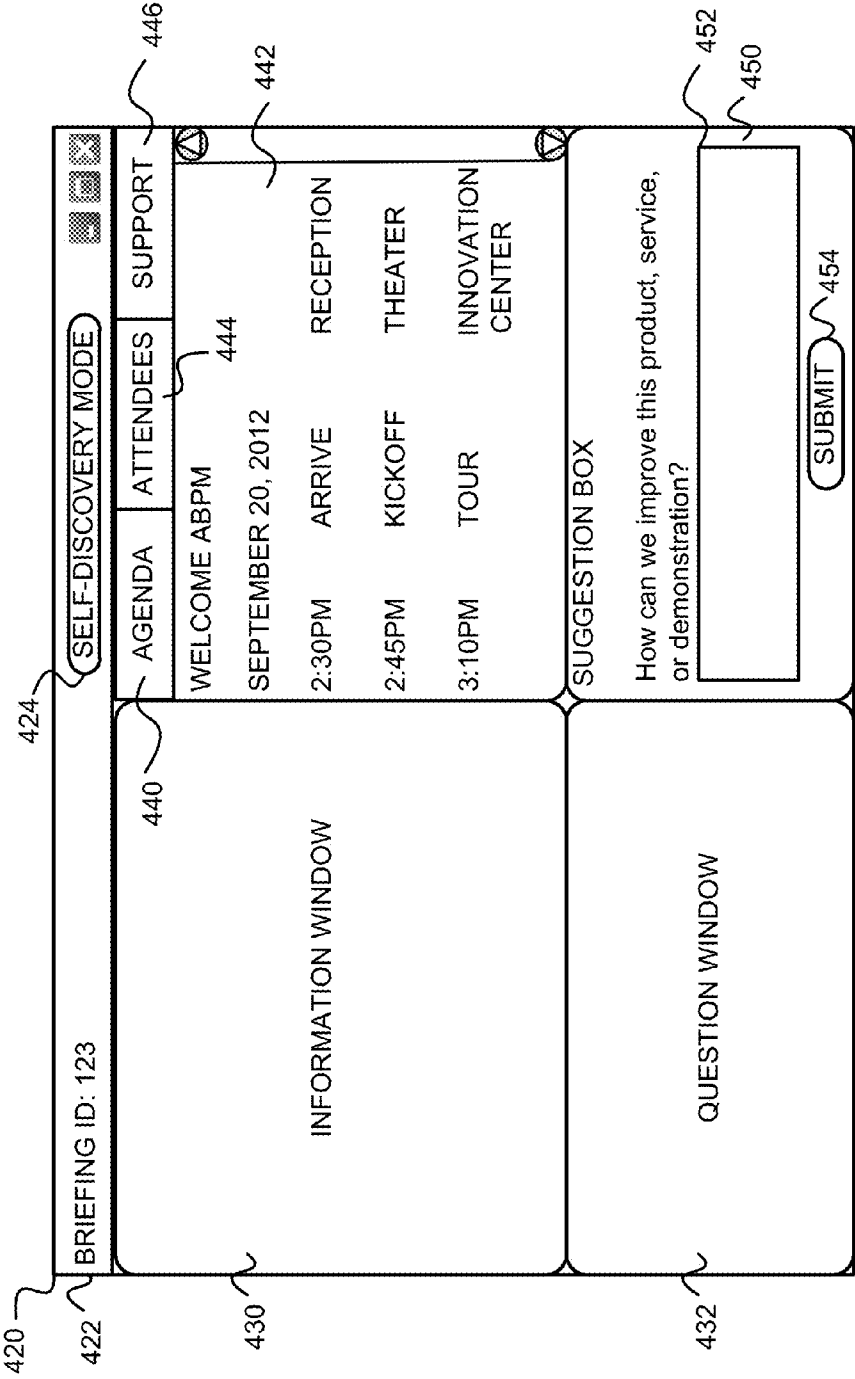 420
422
BRIEFING ID: 123
424
SELF-DISCOVERY MODE
430
INFORMATION WINDOW
440
AGENDA
ATTENDEES
SUPPORT
446
444
442
WELCOME ABPM
SEPTEMBER 20, 2012
2:30PM ARRIVE RECEPTION
2:45PM KICKOFF THEATER
3:10PM TOUR INNOVATION
CENTER
432
QUESTION WINDOW
SUGGESTION BOX
How can we improve this product, service,
or demonstration?
452
450
SUBMIT
454